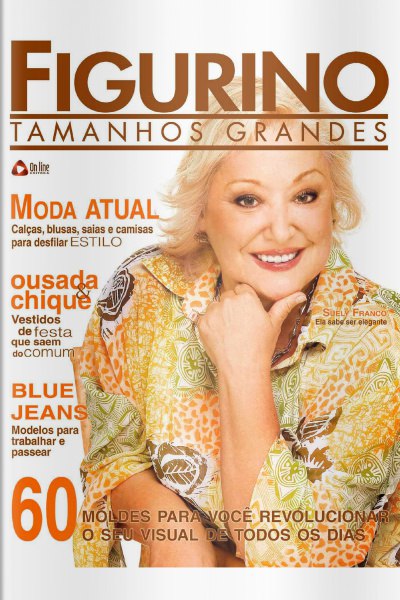 FIGURINO
TAMANHOS GRANDES
On line
EDITORA
MODA ATUAL
Calças, blusas, saias e camisas
para desfilar ESTILO
ousada
&
chique
Vestidos
de festa
que saem
do comum
SUELY FRANCO
Ela sabe ser elegante
BLUE
JEANS
Modelos para
trabalhar e
passear
60 MOLDES PARA VOCÊ REVOLUCIONAR
O SEU VISUAL DE TODOS OS DIAS